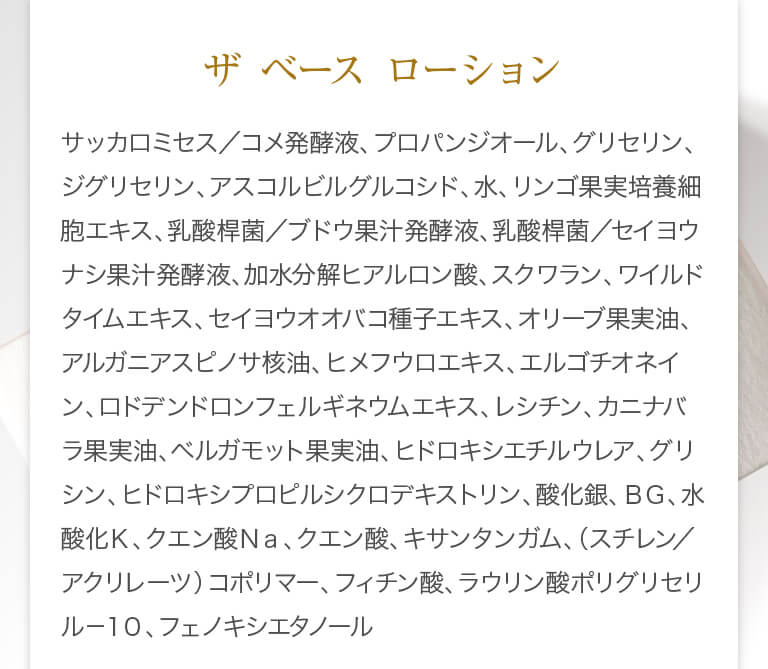 ザ ベース ローション
サッカロミセス／コメ発酵液、プロパンジオール、グリセリン、
ジグリセリン、アスコルビルグルコシド、水、リンゴ果実培養細
胞エキス、乳酸桿菌／ブドウ果汁発酵液、乳酸桿菌／セイヨウ
ナシ果汁発酵液、加水分解ヒアルロン酸、スクワラン、ワイルド
タイムエキス、セイヨウオオバコ種子エキス、オリーブ果実油、
アルガニアスピノサ核油、ヒメフウロエキス、エルゴチオネイ
ン、ロドデンドロンフェルギネウムエキス、レシチン、カニナバ
ラ果実油、ベルガモット果実油、ヒドロキシエチルウレア、グリ
シン、ヒドロキシプロピルシクロデキストリン、酸化銀、ＢＧ、水
酸化Ｋ、クエン酸Ｎａ、クエン酸、キサンタンガム、（スチレン／
アクリレーツ）コポリマー、フィチン酸、ラウリン酸ポリグリセリ
ル－１０、フェノキシエタノール